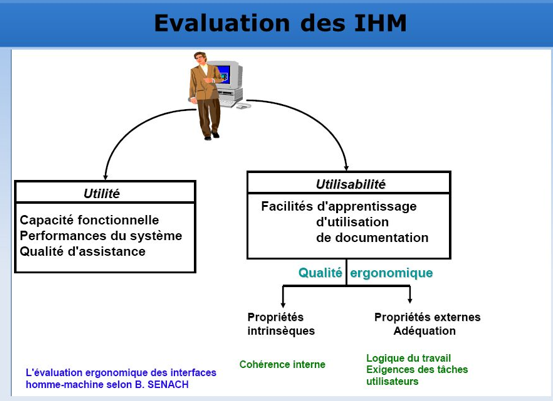 Evaluation des IHM
Utilité
Capacité fonctionnelle
Performances du système
Qualité d'assistance
Utilisabilité
Facilités d'apprentissage
d'utilisation
de documentation
Qualité ergonomique
Propriétés
intrinsèques
Cohérence interne
Propriétés externes
Adéquation
Logique du travail
Exigences des tâches
utilisateurs
L'évaluation ergonomique des interfaces
homme-machine selon B. SENACH